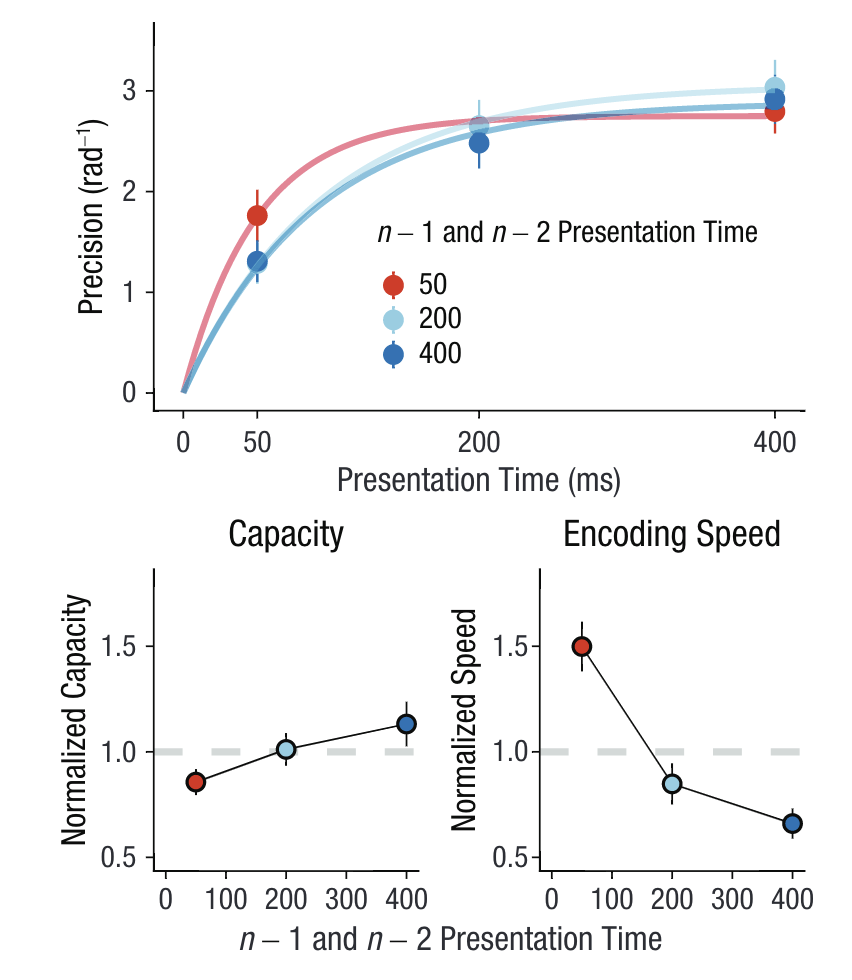 3
2
1
0
Precision (rad⁻¹)
n – 1 and n – 2 Presentation Time
50
200
400
0 50 200 400
Presentation Time (ms)
Capacity
Normalized Capacity
1.5
1.0
0.5
0 100 200 300 400
Encoding Speed
Normalized Speed
1.5
1.0
0.5
0 100 200 300 400
n – 1 and n – 2 Presentation Time